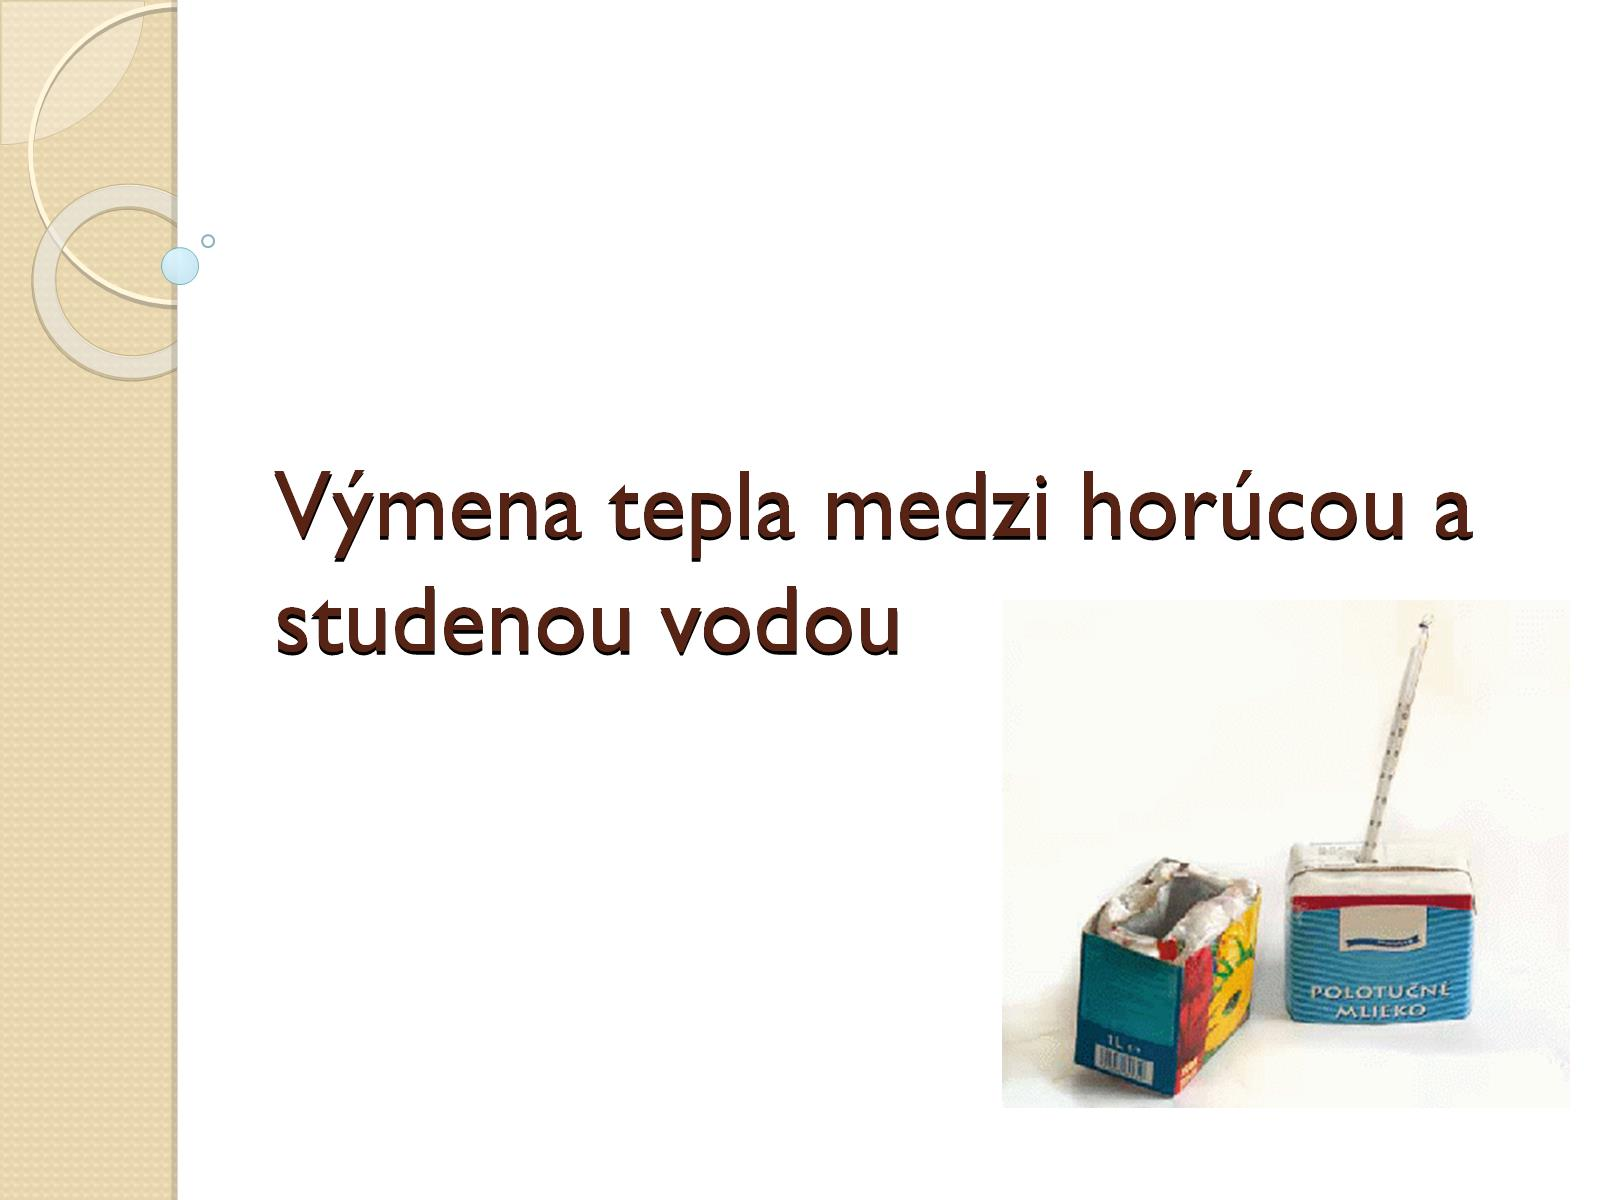 Výmena tepla medzi horúcou a
studenou vodou
POLOTUČNÉ
MLIEKO
1L